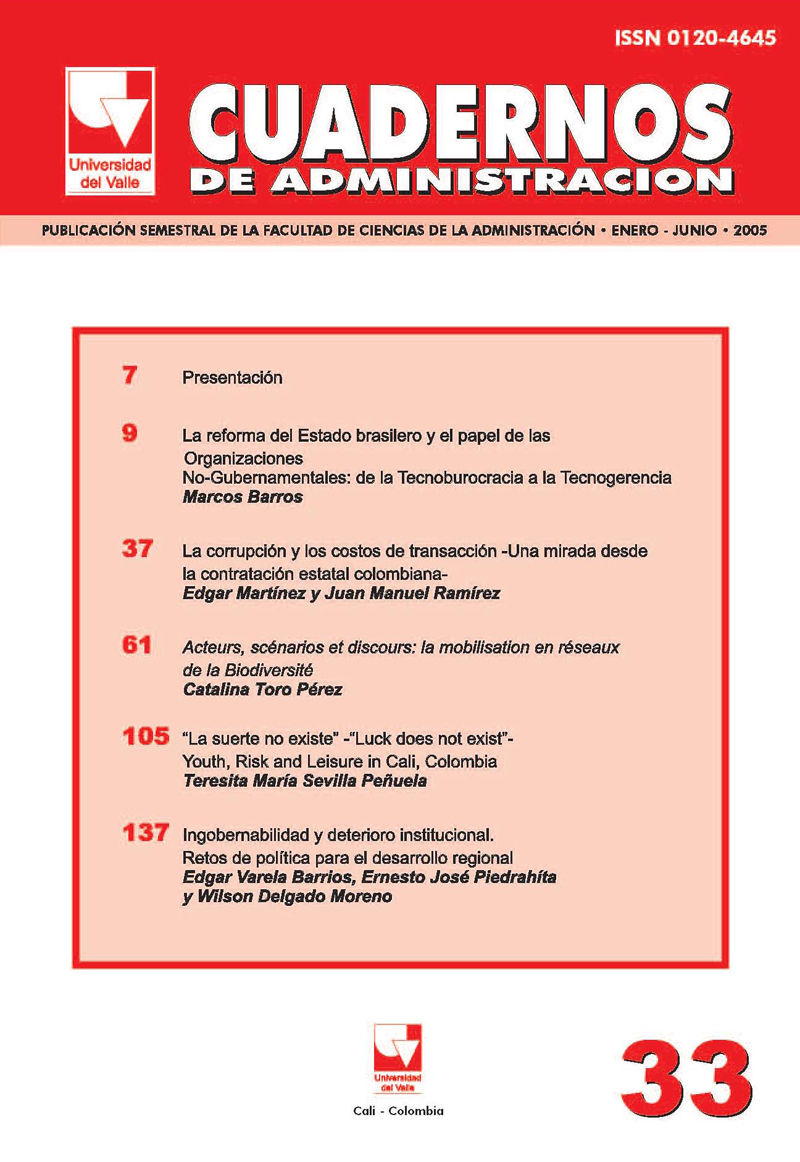 ISSN 0120-4645
Universidad
del Valle
CUADERNOS
DE ADMINISTRACION
PUBLICACIÓN SEMESTRAL DE LA FACULTAD DE CIENCIAS DE LA ADMINISTRACIÓN • ENERO - JUNIO • 2005
7 Presentación
9 La reforma del Estado brasilero y el papel de las
Organizaciones
No-Gubernamentales: de la Tecnoburocracia a la Tecnogerencia
Marcos Barros
37 La corrupción y los costos de transacción -Una mirada desde
la contratación estatal colombiana-
Edgar Martínez y Juan Manuel Ramírez
61 Acteurs, scénarios et discours: la mobilisation en réseaux
de la Biodiversité
Catalina Toro Pérez
105 “La suerte no existe” -“Luck does not exist”-
Youth, Risk and Leisure in Cali, Colombia
Teresita María Sevilla Peñuela
137 Ingobernabilidad y deterioro institucional.
Retos de política para el desarrollo regional
Edgar Varela Barrios, Ernesto José Piedrahíta
y Wilson Delgado Moreno
Universidad
del Valle
Cali - Colombia
33